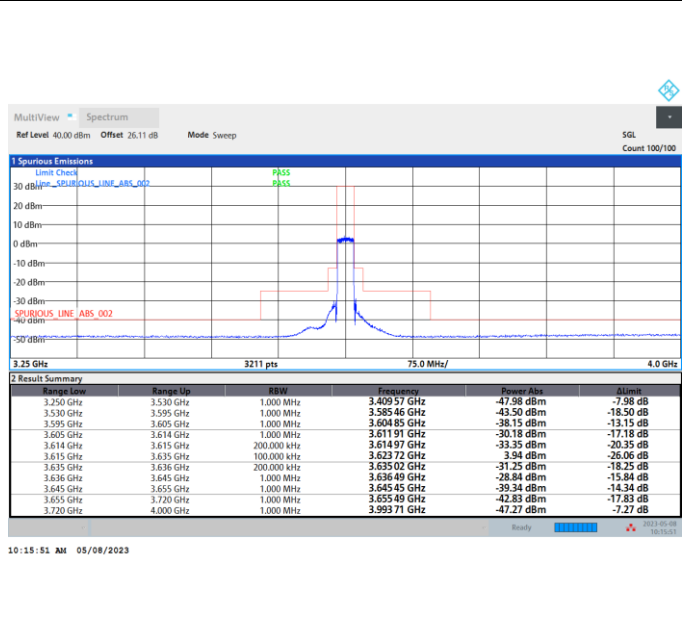 MultiView Spectrum
Ref Level 40.00 dBm Offset 26.11 dB Mode Sweep SGL
Count 100/100
1 Spurious Emissions
Limit Check PASS
30 dBm Line _SPURIOUS_LINE_ABS_002 PASS
20 dBm
10 dBm
0 dBm
-10 dBm
-20 dBm
-30 dBm
SPURIOUS_LINE_ABS_002
-40 dBm
-50 dBm
3.25 GHz 3211 pts 75.0 MHz/ 4.0 GHz
2 Result Summary
Range Low Range Up RBW Frequency Power Abs ΔLimit
3.250 GHz 3.530 GHz 1.000 MHz 3.409 57 GHz -47.98 dBm -7.98 dB
3.530 GHz 3.595 GHz 1.000 MHz 3.585 46 GHz -43.50 dBm -18.50 dB
3.595 GHz 3.605 GHz 1.000 MHz 3.604 85 GHz -38.15 dBm -13.15 dB
3.605 GHz 3.614 GHz 1.000 MHz 3.611 91 GHz -30.18 dBm -17.18 dB
3.614 GHz 3.615 GHz 200.000 kHz 3.614 97 GHz -33.35 dBm -20.35 dB
3.615 GHz 3.635 GHz 100.000 kHz 3.623 72 GHz 3.94 dBm -26.06 dB
3.635 GHz 3.636 GHz 200.000 kHz 3.635 02 GHz -31.25 dBm -18.25 dB
3.636 GHz 3.645 GHz 1.000 MHz 3.636 49 GHz -28.84 dBm -15.84 dB
3.645 GHz 3.655 GHz 1.000 MHz 3.645 45 GHz -39.34 dBm -14.34 dB
3.655 GHz 3.720 GHz 1.000 MHz 3.655 49 GHz -42.83 dBm -17.83 dB
3.720 GHz 4.000 GHz 1.000 MHz 3.993 71 GHz -47.27 dBm -7.27 dB
Ready 2023-05-08
10:15:51
10:15:51 AM 05/08/2023